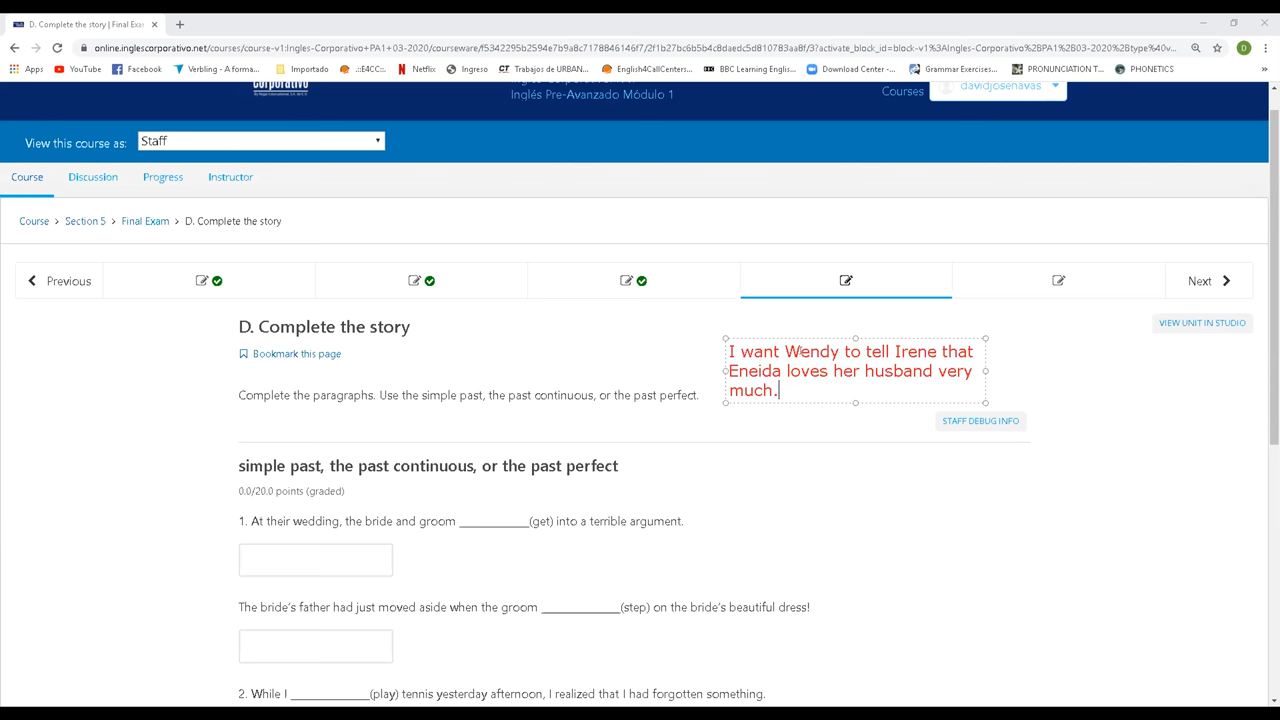 D. Complete the story | Final Exa
online.inglescorporativo.net/courses/course-v1:Ingles-Corporativo+PA1+03-2020/courseware/f5342295b2594e7b9a8c7178846146f7/2f1b27bc6b5b4c8daedc5d810783aa8f/3?activate_block_id=block-v1%3AIngles-Corporativo%2BPA1%2B03-2020%2Btype%40v...
Apps YouTube Facebook Verbling - A forma... Importado .::E4CC::. Netflix Ingreso Trabajos de URBAN... English4CallCenters... BBC Learning Englis... Download Center -... Grammar Exercises... PRONUNCIATION T... PHONETICS
corporativo
Inglés Pre-Avanzado Módulo 1
Courses
davidjosenavas
View this course as: Staff
Course Discussion Progress Instructor
Course > Section 5 > Final Exam > D. Complete the story
Previous Next
D. Complete the story
VIEW UNIT IN STUDIO
Bookmark this page
I want Wendy to tell Irene that
Eneida loves her husband very
much.
Complete the paragraphs. Use the simple past, the past continuous, or the past perfect.
STAFF DEBUG INFO
simple past, the past continuous, or the past perfect
0.0/20.0 points (graded)
1. At their wedding, the bride and groom ___________(get) into a terrible argument.
The bride's father had just moved aside when the groom ____________(step) on the bride's beautiful dress!
2. While I ____________(play) tennis yesterday afternoon, I realized that I had forgotten something.